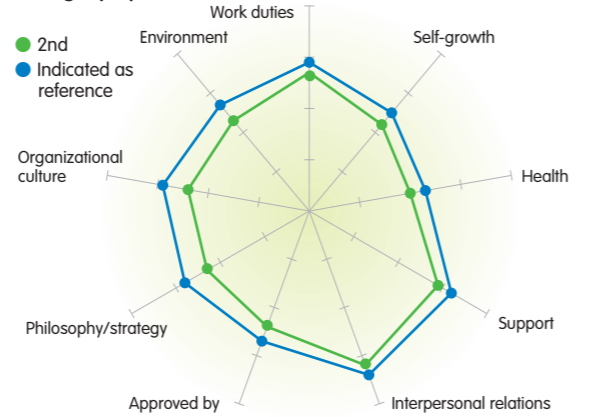 Work duties
Environment
Self-growth
2nd
Indicated as
reference
Organizational
culture
Health
Philosophy/strategy
Support
Approved by
Interpersonal relations